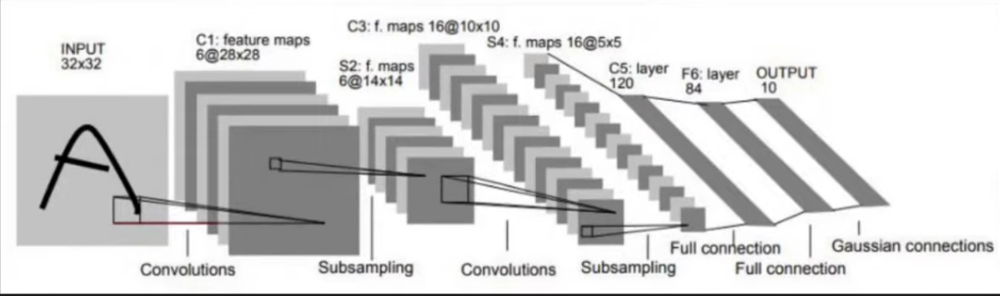 INPUT
32x32
C1: feature maps
6@28x28
S2: f. maps
6@14x14
C3: f. maps 16@10x10
S4: f. maps 16@5x5
C5: layer
120
F6: layer
84
OUTPUT
10
A
Convolutions
Subsampling
Convolutions
Subsampling
Full connection
Full connection
Gaussian connections